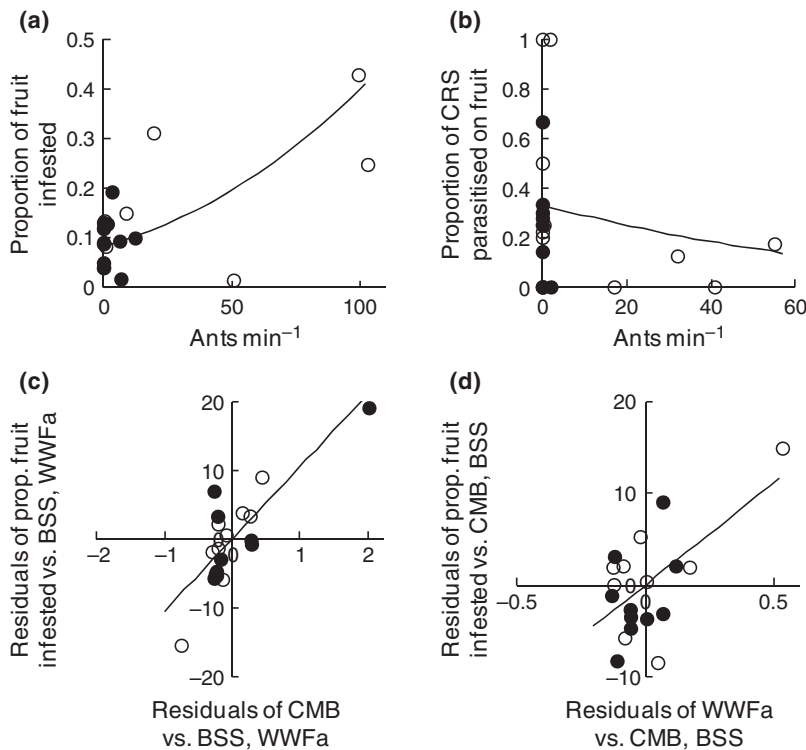 (a)
Proportion of fruit
infested
0.5
0.4
0.3
0.2
0.1
0
0
50
100
Ants min⁻¹
(b)
Proportion of CRS
parasitised on fruit
1
0.8
0.6
0.4
0.2
0
0
20
40
60
Ants min⁻¹
(c)
Residuals of prop. fruit
infested vs. BSS, WWFa
20
10
0
−2
−1
0
1
2
−10
−20
Residuals of CMB
vs. BSS, WWFa
(d)
Residuals of prop. fruit
infested vs. CMB, BSS
20
10
0
−0.5
0
0.5
−10
Residuals of WWFa
vs. CMB, BSS